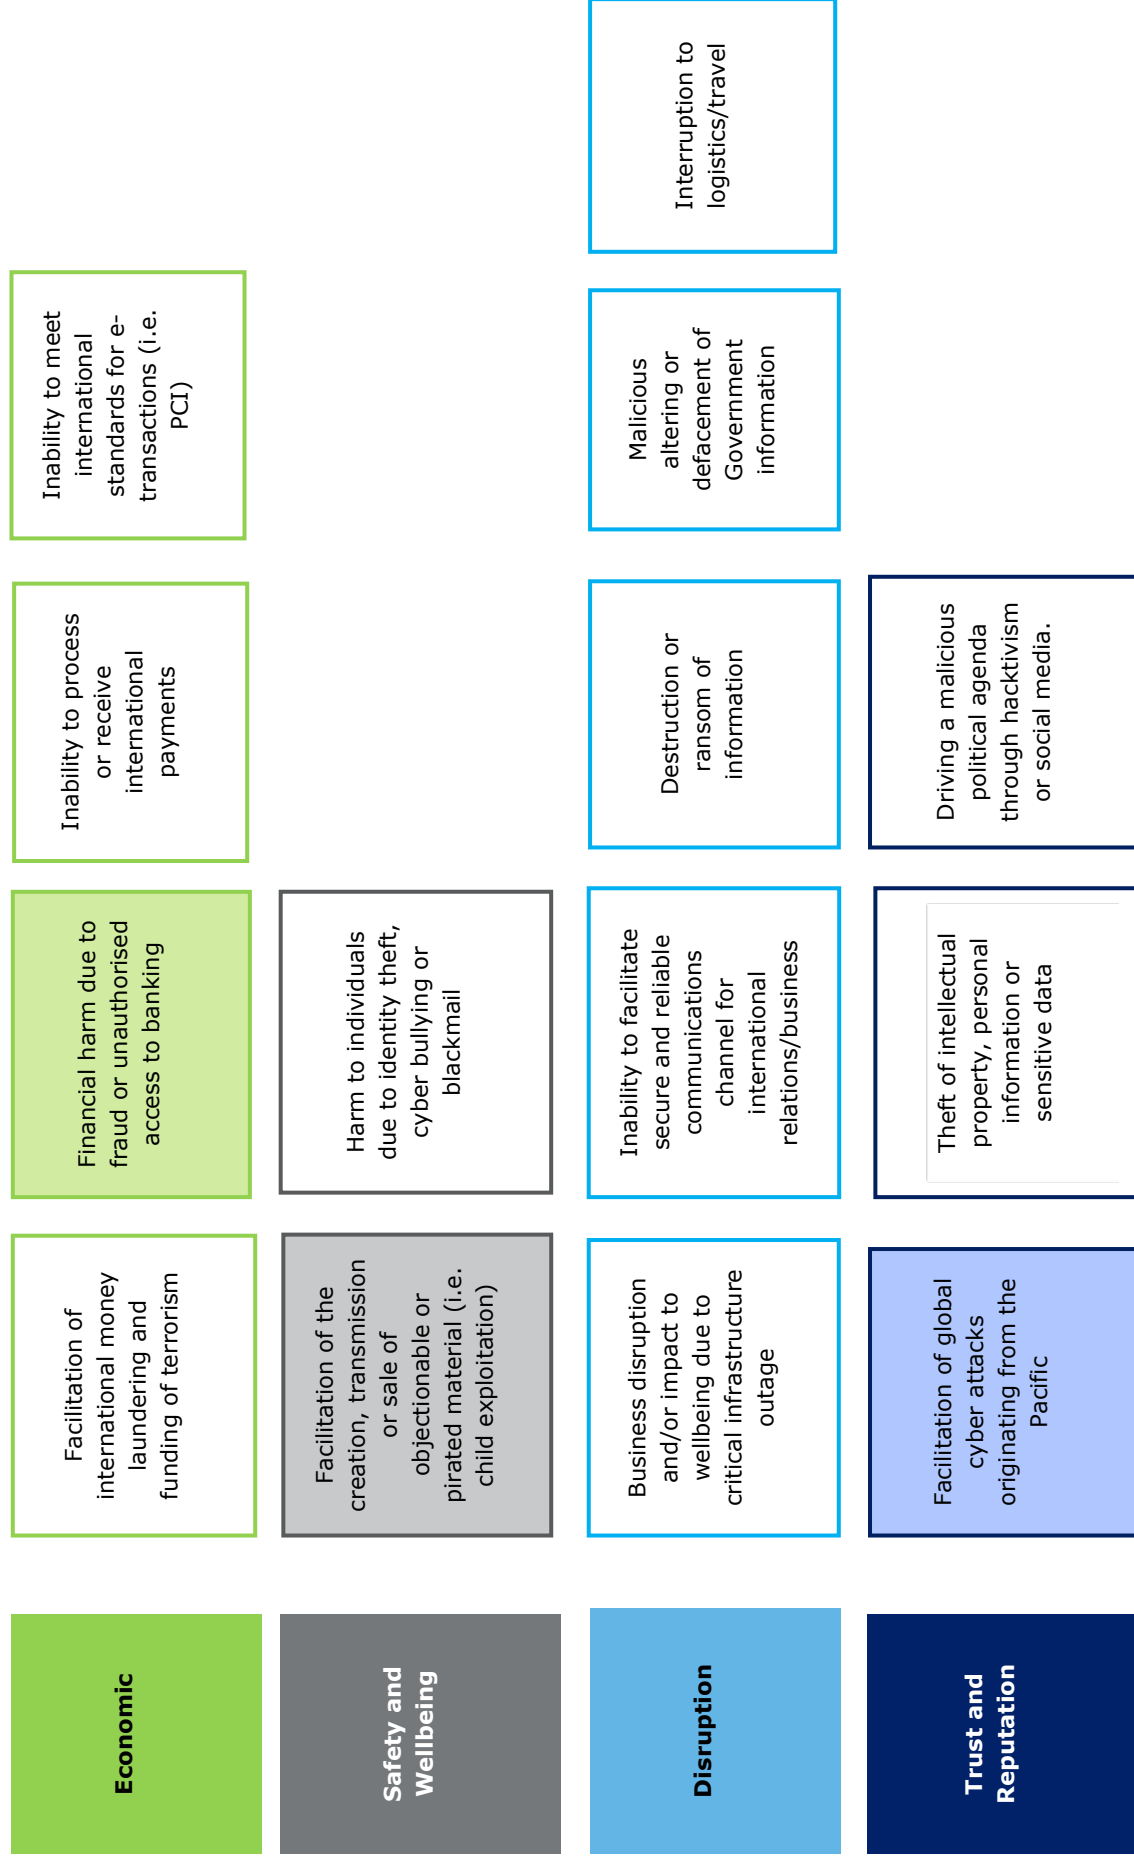 Economic
Facilitation of
international money
laundering and
funding of terrorism
Financial harm due to
fraud or unauthorised
access to banking
Inability to process
or receive
international
payments
Inability to meet
international
standards for e-
transactions (i.e.
PCI)
Safety and
Wellbeing
Facilitation of the
creation, transmission
or sale of
objectionable or
pirated material (i.e.
child exploitation)
Harm to individuals
due to identity theft,
cyber bullying or
blackmail
Disruption
Business disruption
and/or impact to
wellbeing due to
critical infrastructure
outage
Inability to facilitate
secure and reliable
communications
channel for
international
relations/business
Destruction or
ransom of
information
Malicious
altering or
defacement of
Government
information
Interruption to
logistics/travel
Trust and
Reputation
Facilitation of global
cyber attacks
originating from the
Pacific
Theft of intellectual
property, personal
information or
sensitive data
Driving a malicious
political agenda
through hacktivism
or social media.